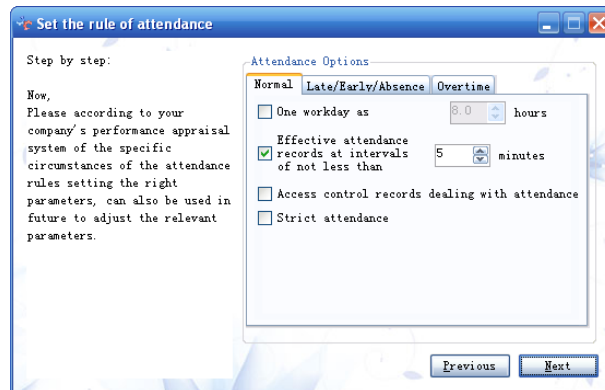 Set the rule of attendance
Step by step:
Now,
Please according to your
company's performance appraisal
system of the specific
circumstances of the attendance
rules setting the right
parameters, can also be used in
future to adjust the relevant
parameters.
Attendance Options
Normal Late/Early/Absence Overtime
One workday as 8.0 hours
Effective attendance
records at intervals
of not less than
5 minutes
Access control records dealing with attendance
Strict attendance
Previous Next